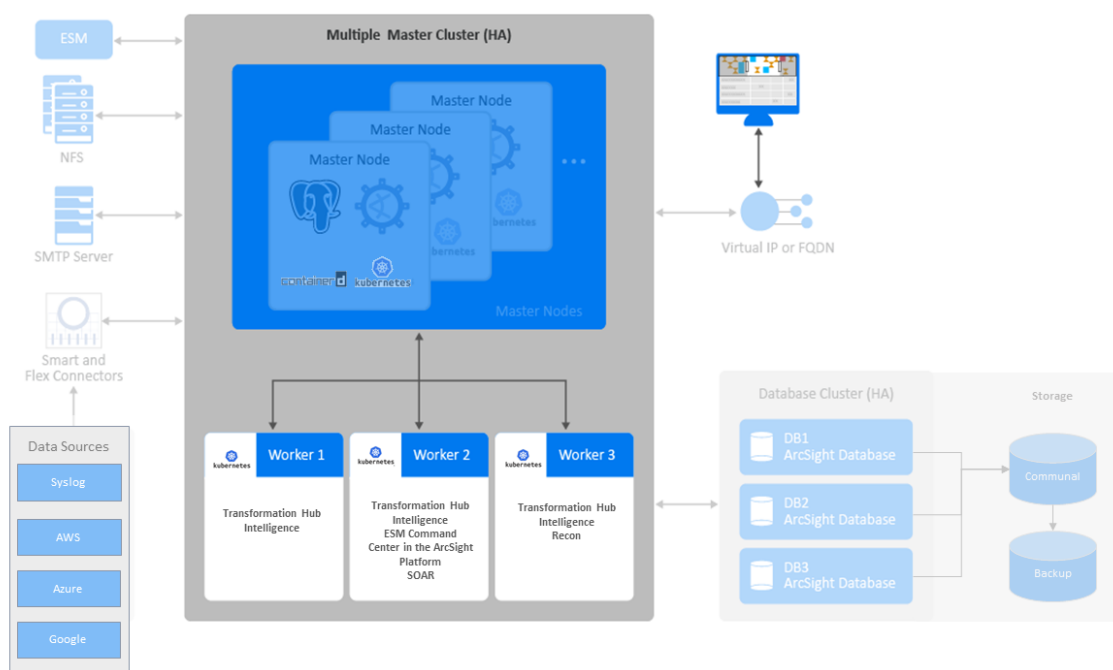 ESM
NFS
SMTP Server
Smart and
Flex Connectors
Data Sources
Syslog
AWS
Azure
Google
Multiple Master Cluster (HA)
Master Node
Master Node
Master Node
...
containerd
kubernetes
kubernetes
kubernetes
Master Nodes
kubernetes
Worker 1
Transformation Hub
Intelligence
kubernetes
Worker 2
Transformation Hub
Intelligence
ESM Command
Center in the ArcSight
Platform
SOAR
kubernetes
Worker 3
Transformation Hub
Intelligence
Recon
Virtual IP or FQDN
Database Cluster (HA)
DB1
ArcSight Database
DB2
ArcSight Database
DB3
ArcSight Database
Storage
Communal
Backup